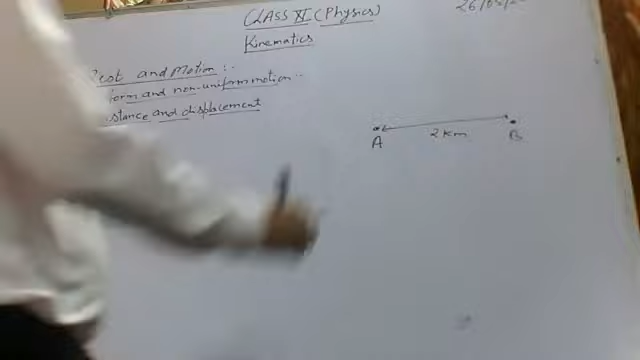 CLASS XI (Physics)
Kinematics
Rest and Motion :-
form and non-uniform motion :-
stance and displacement
A 2 Km B